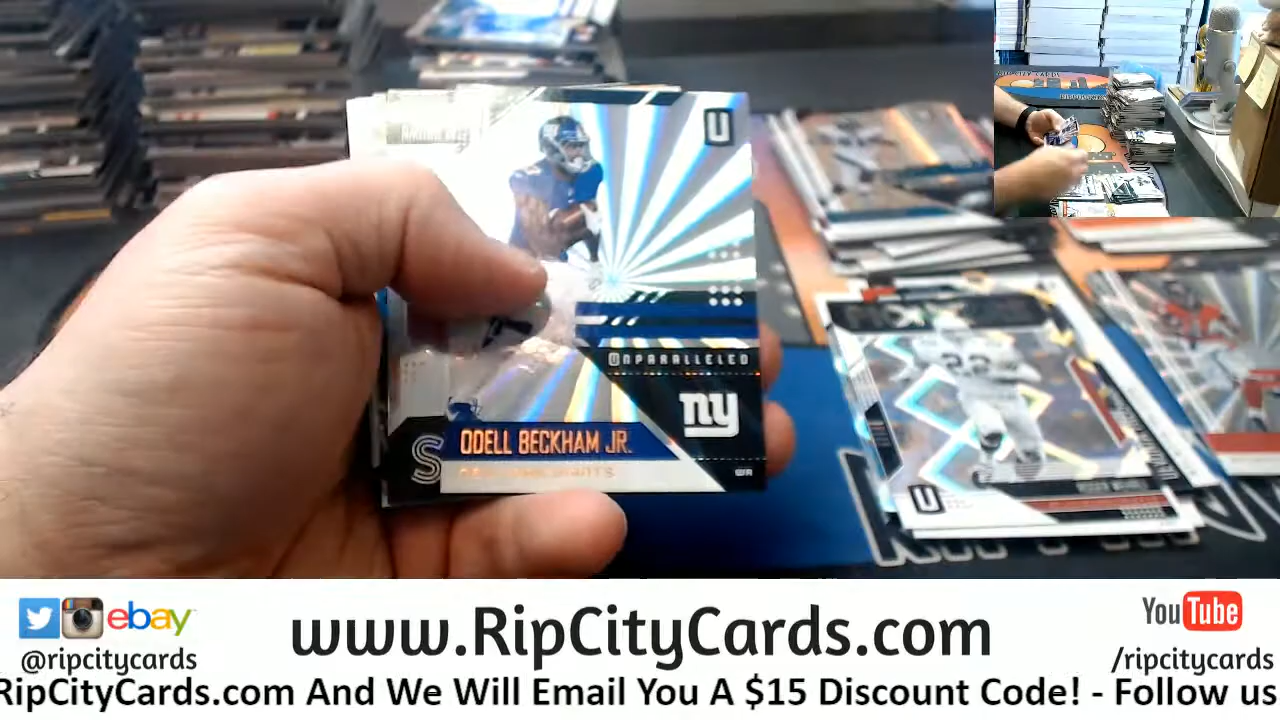 U
UNPARALLELED
ny
ODELL BECKHAM JR.
WR
S
22
U
ebay
@ripcitycards
www.RipCityCards.com
YouTube
/ripcitycards
RipCityCards.com And We Will Email You A $15 Discount Code! - Follow us